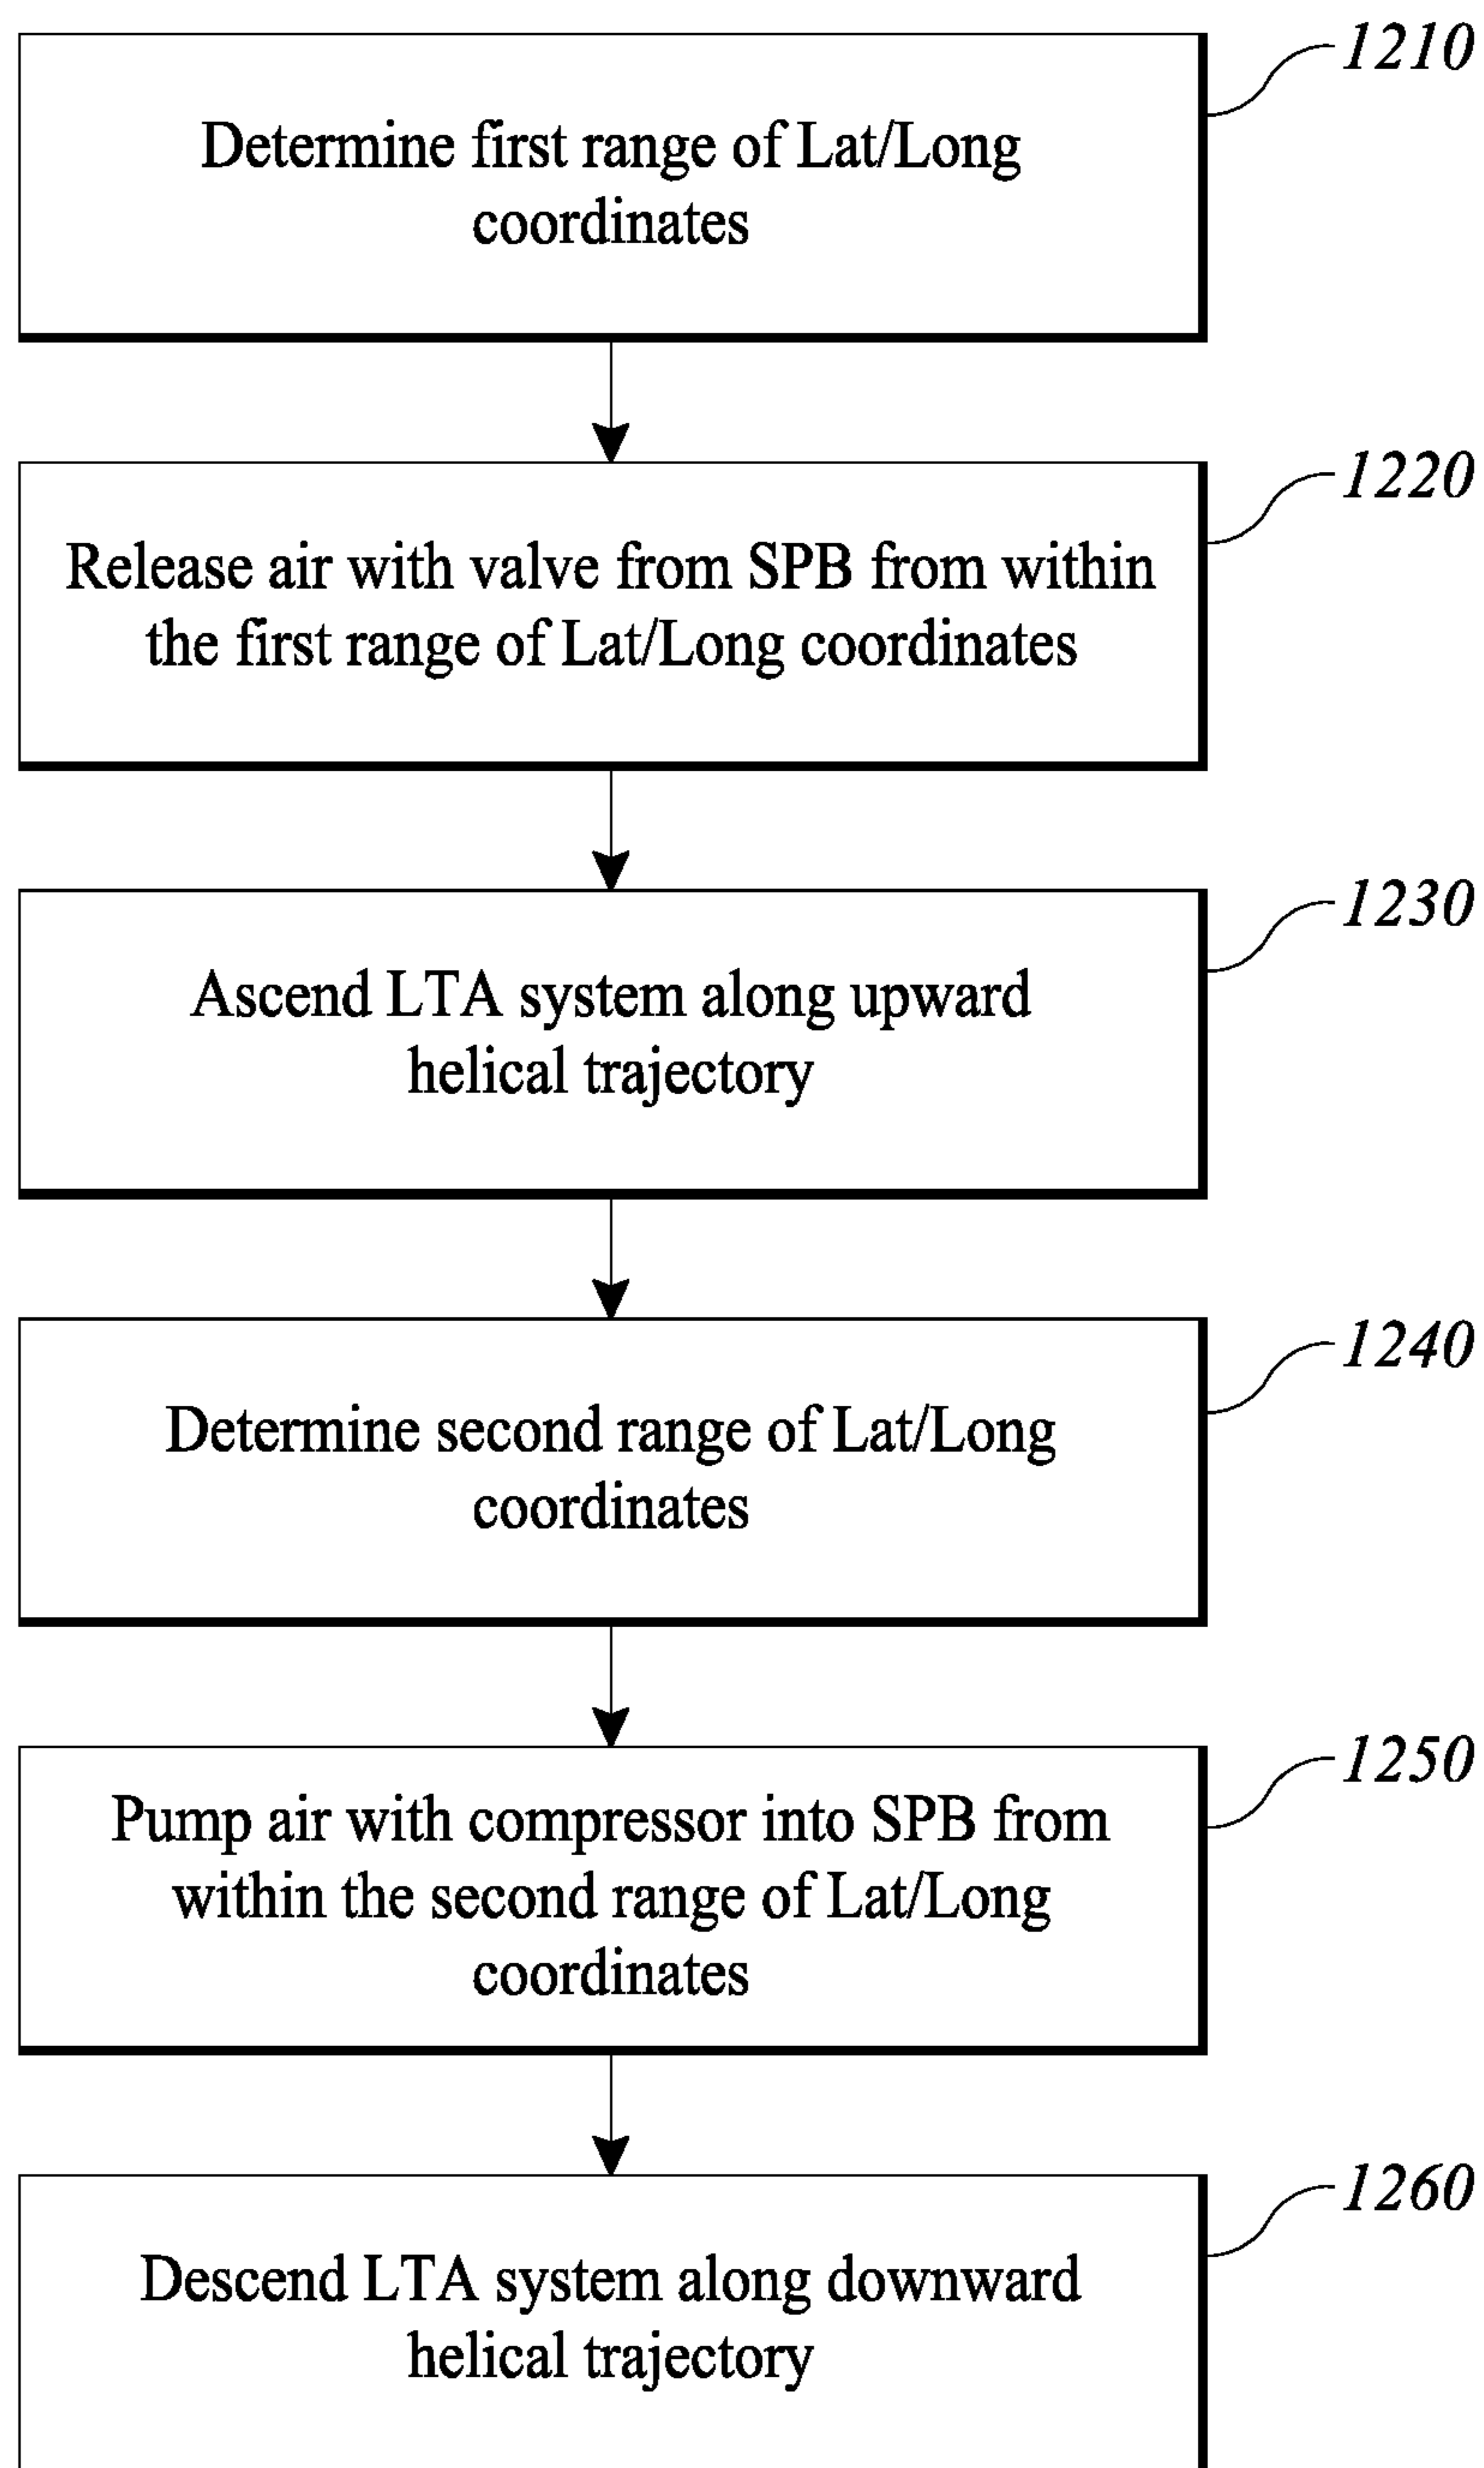 1210
Determine first range of Lat/Long
coordinates
1220
Release air with valve from SPB from within
the first range of Lat/Long coordinates
1230
Ascend LTA system along upward
helical trajectory
1240
Determine second range of Lat/Long
coordinates
1250
Pump air with compressor into SPB from
within the second range of Lat/Long
coordinates
1260
Descend LTA system along downward
helical trajectory